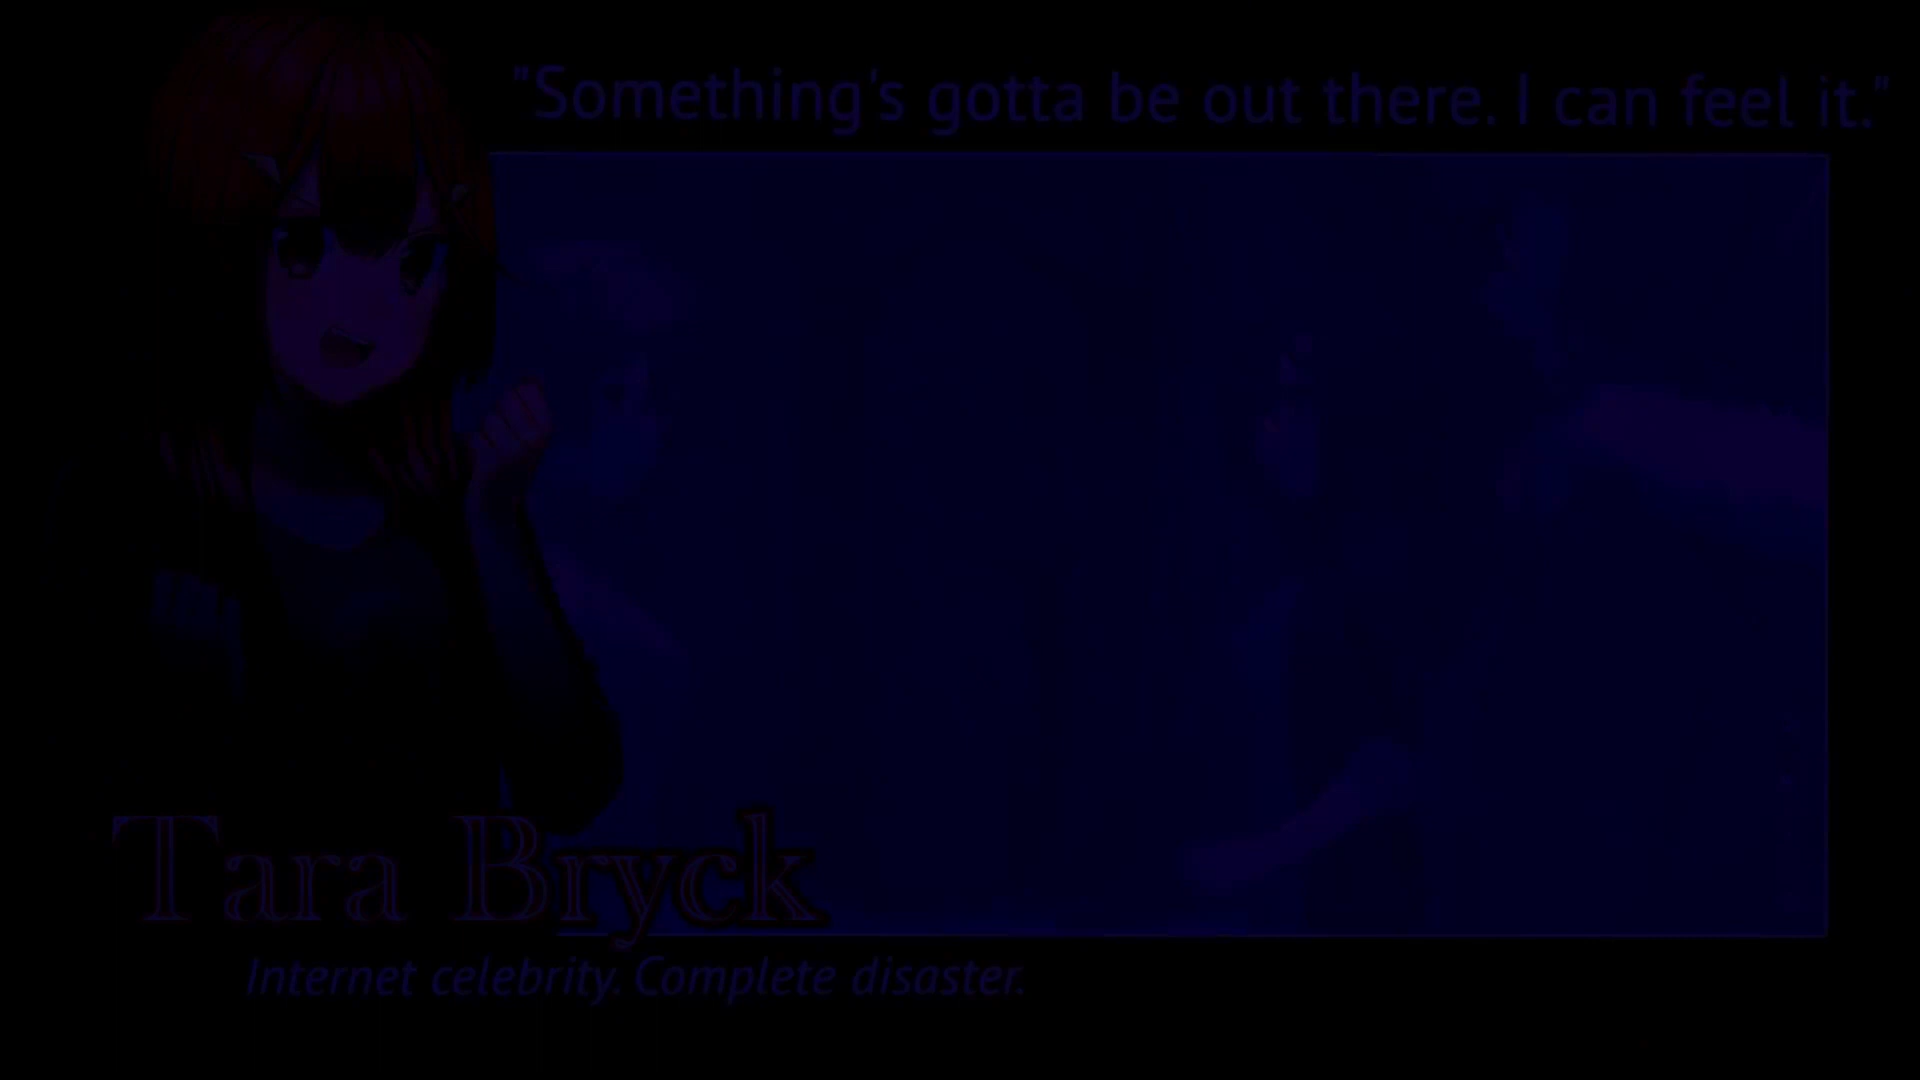 "Something's gotta be out there. I can feel it."
Tara Bryck
Internet celebrity. Complete disaster.